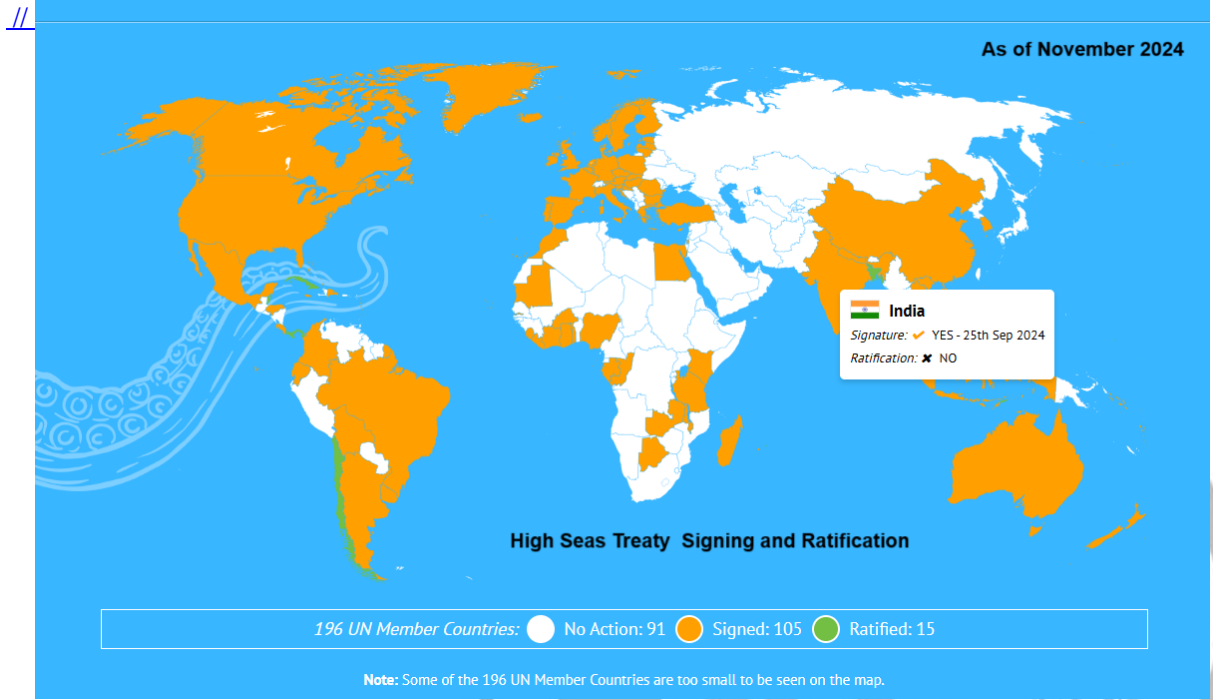 //
As of November 2024
India
Signature: ✔ YES - 25th Sep 2024
Ratification: ✖ NO
High Seas Treaty  Signing and Ratification
196 UN Member Countries: No Action: 91 Signed: 105 Ratified: 15
Note: Some of the 196 UN Member Countries are too small to be seen on the map.